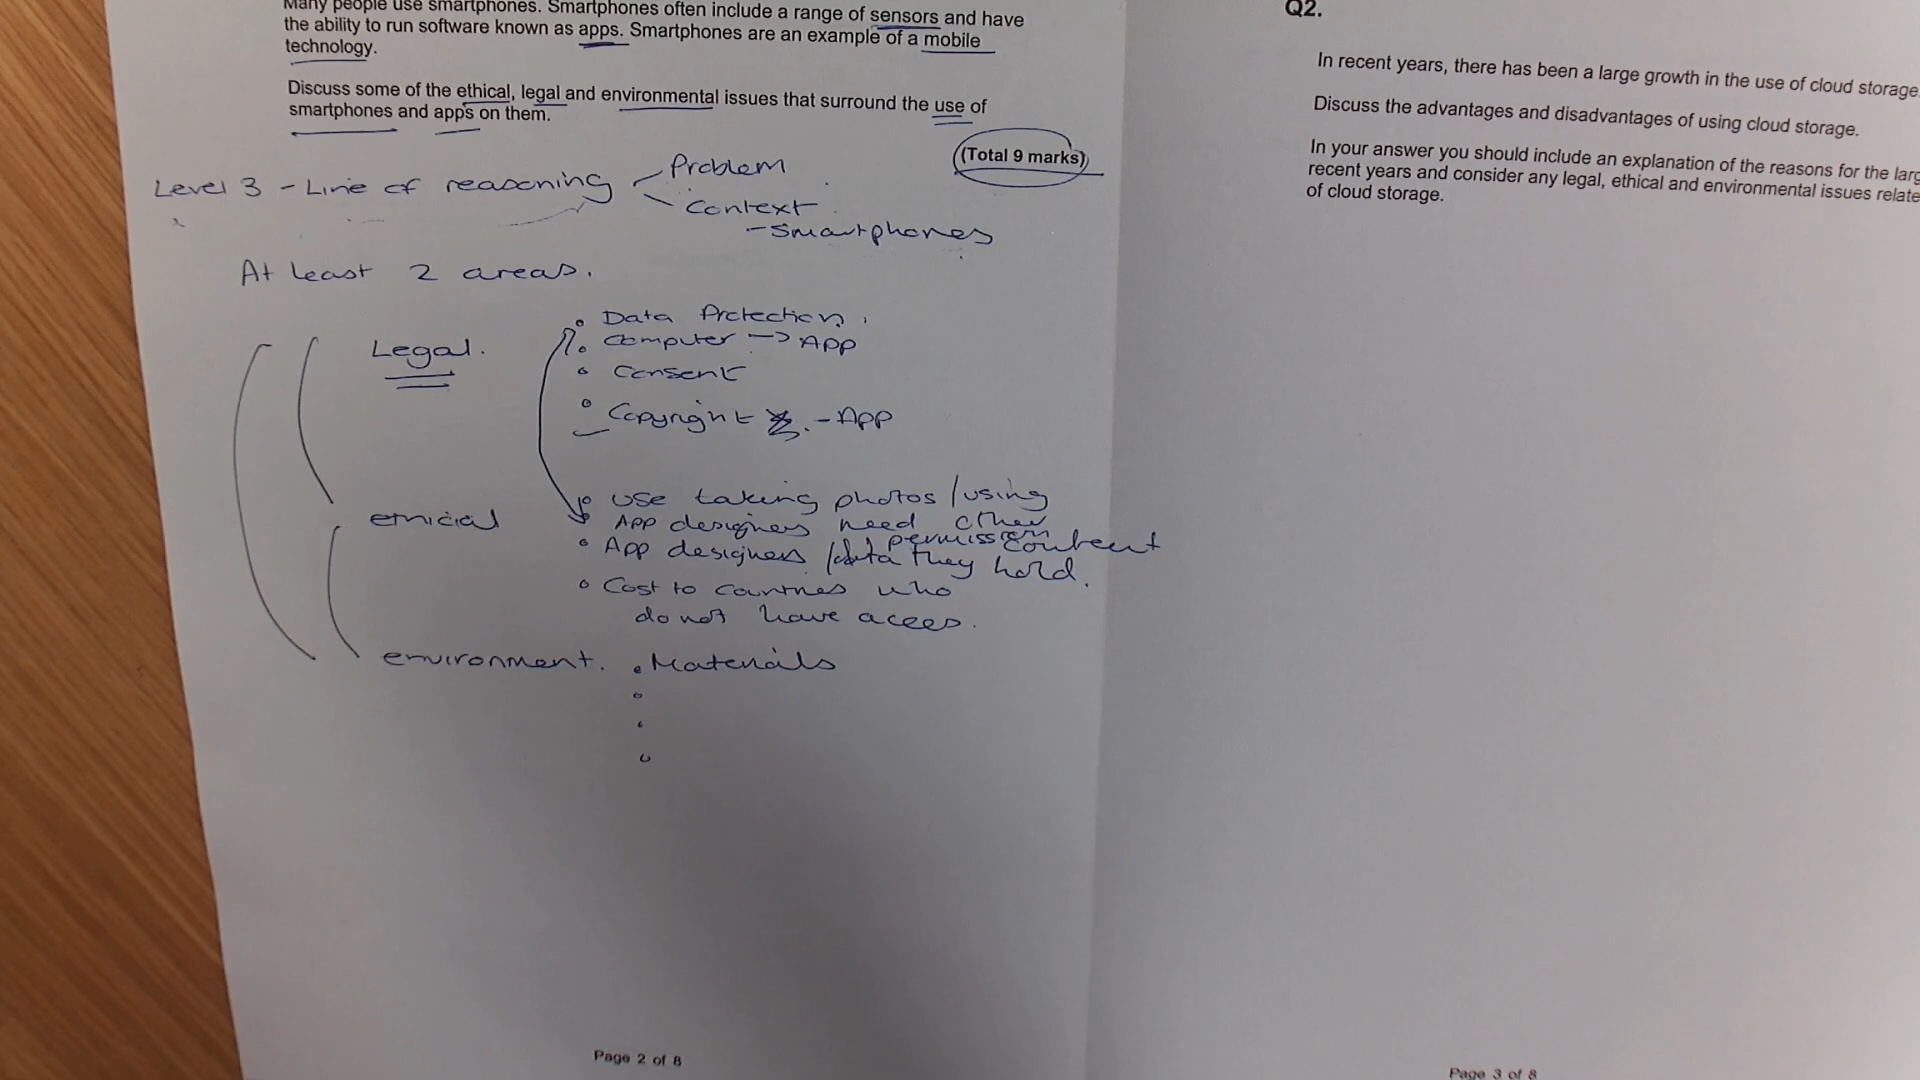 Many people use smartphones. Smartphones often include a range of sensors and have
the ability to run software known as apps. Smartphones are an example of a mobile
technology.
Discuss some of the ethical, legal and environmental issues that surround the use of
smartphones and apps on them.
(Total 9 marks)
Level 3 - Line of reasoning
Problem
Context
- Smartphones
At least 2 areas.
Legal.
Data Protection.
Computer -> App
Consent
Copyright - App
emicial
use taking photos/using
other
content
App designers need
permission
App designers /data they hold.
Cost to countries who
do not have acees.
environment.
Materials
Page 2 of 8
Q2.
In recent years, there has been a large growth in the use of cloud storage
Discuss the advantages and disadvantages of using cloud storage.
In your answer you should include an explanation of the reasons for the larg
recent years and consider any legal, ethical and environmental issues relate
of cloud storage.
Page 3 of 8